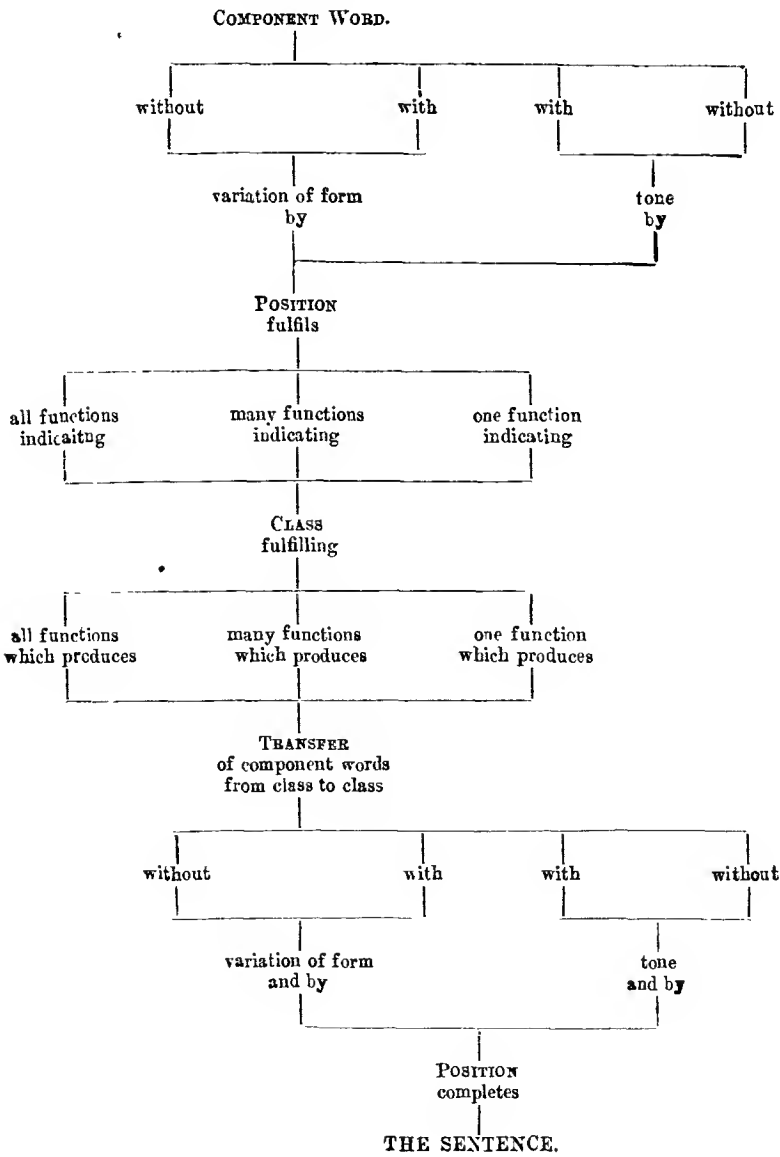 COMPONENT WORD.
without with with without
variation of form tone
by by
POSITION
fulfils
all functions many functions one function
indicaitng indicating indicating
CLASS
fulfilling
all functions many functions one function
which produces which produces which produces
TRANSFER
of component words
from class to class
without with with without
variation of form tone
and by and by
POSITION
completes
THE SENTENCE.